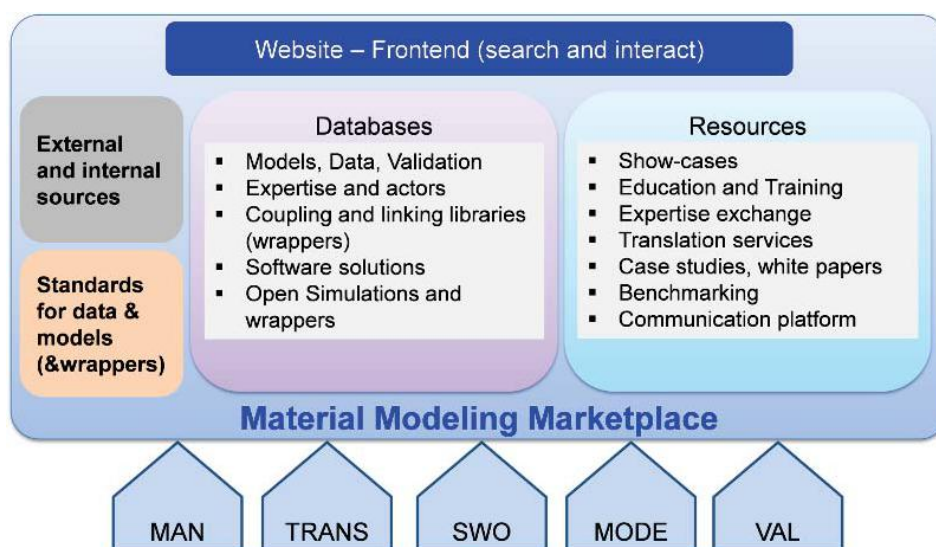 Website – Frontend (search and interact)
External
and internal
sources
Standards
for data &
models
(&wrappers)
Databases
▪ Models, Data, Validation
▪ Expertise and actors
▪ Coupling and linking libraries
(wrappers)
▪ Software solutions
▪ Open Simulations and
wrappers
Resources
▪ Show-cases
▪ Education and Training
▪ Expertise exchange
▪ Translation services
▪ Case studies, white papers
▪ Benchmarking
▪ Communication platform
Material Modeling Marketplace
MAN
TRANS
SWO
MODE
VAL